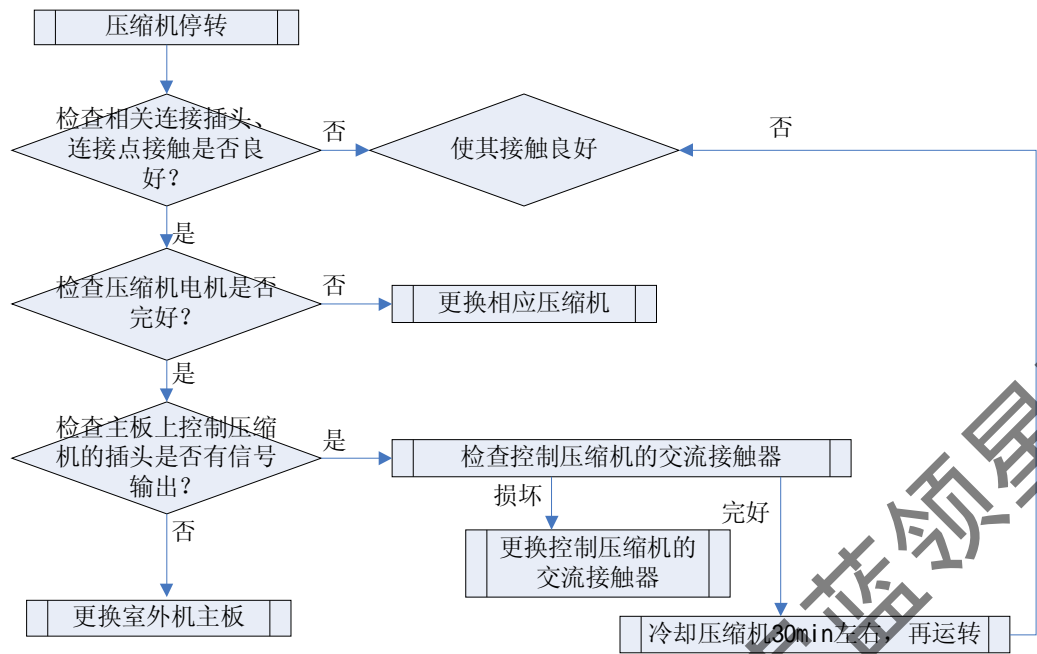 压缩机停转
检查相关连接插头、
连接点接触是否良
好？
否
使其接触良好
否
是
检查压缩机电机是否
完好？
否
更换相应压缩机
是
检查主板上控制压缩
机的插头是否有信号
输出？
是
检查控制压缩机的交流接触器
损坏
完好
否
更换控制压缩机的
交流接触器
更换室外机主板
冷却压缩机30min左右，再运转
蓝领星